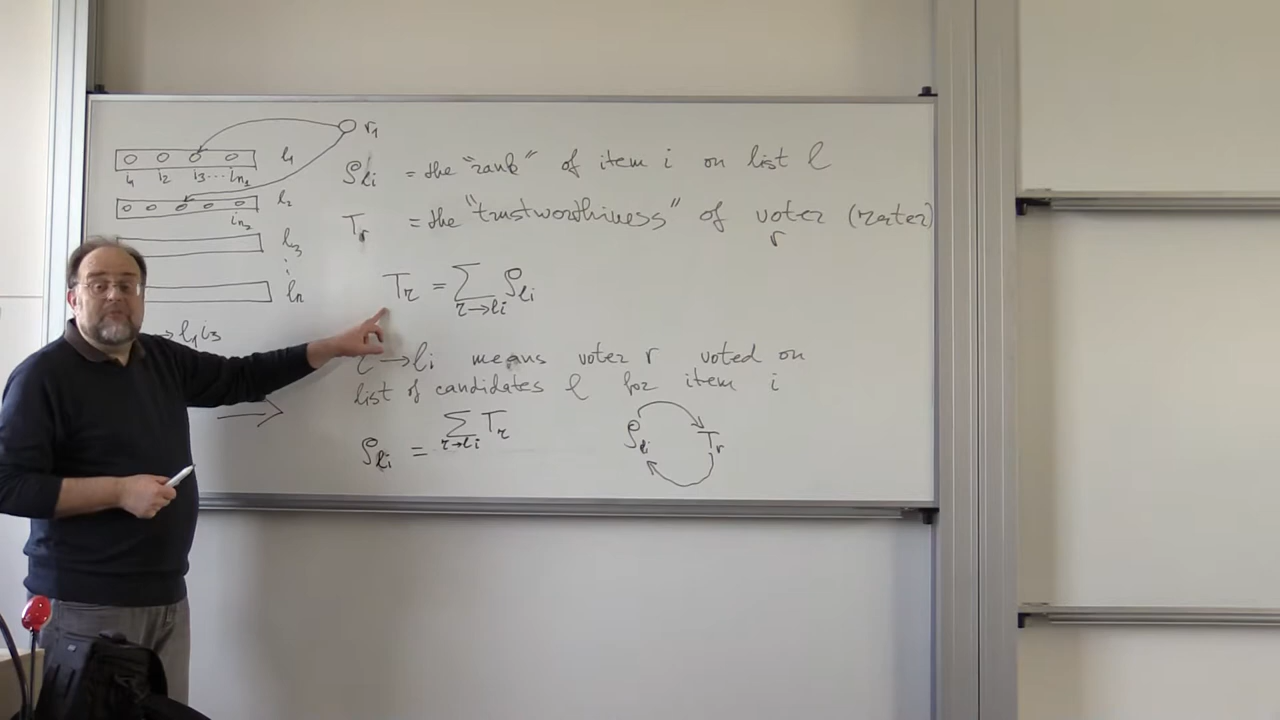 r₁
l₁
i₁ i₂ i₃ ... iₙ₁
l₂
iₙ₂
l₃
⋮
lₙ
→ l₁i₃
ρₗᵢ = the "rank" of item i on list l
Tᵣ = the "trustworthiness" of voter (rater)
r
Tᵣ = ∑ ρₗᵢ
r→li
→ li means voter r voted on
list of candidates l for item i
ρₗᵢ = ∑ Tᵣ
r→li
ρₗᵢ Tᵣ